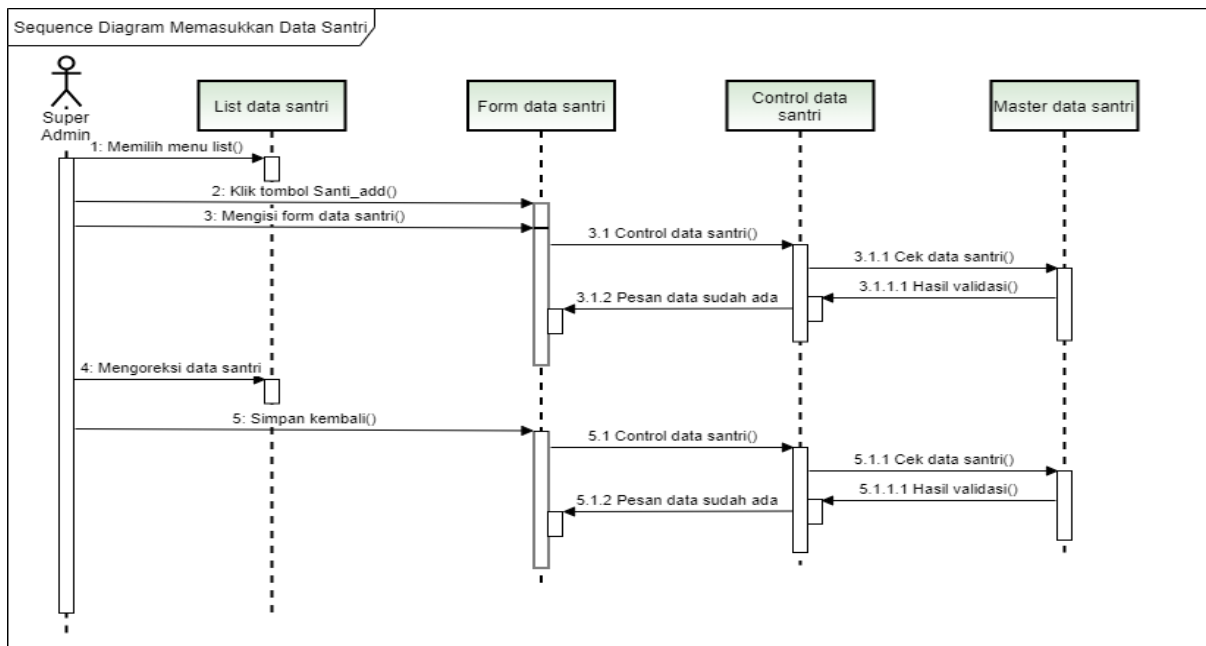 Sequence Diagram Memasukkan Data Santri
Super
Admin
List data santri
Form data santri
Control data
santri
Master data santri
1: Memilih menu list()
2: Klik tombol Santi_add()
3: Mengisi form data santri()
3.1 Control data santri()
3.1.1 Cek data santri()
3.1.1.1 Hasil validasi()
3.1.2 Pesan data sudah ada
4: Mengoreksi data santri
5: Simpan kembali()
5.1 Control data santri()
5.1.1 Cek data santri()
5.1.1.1 Hasil validasi()
5.1.2 Pesan data sudah ada